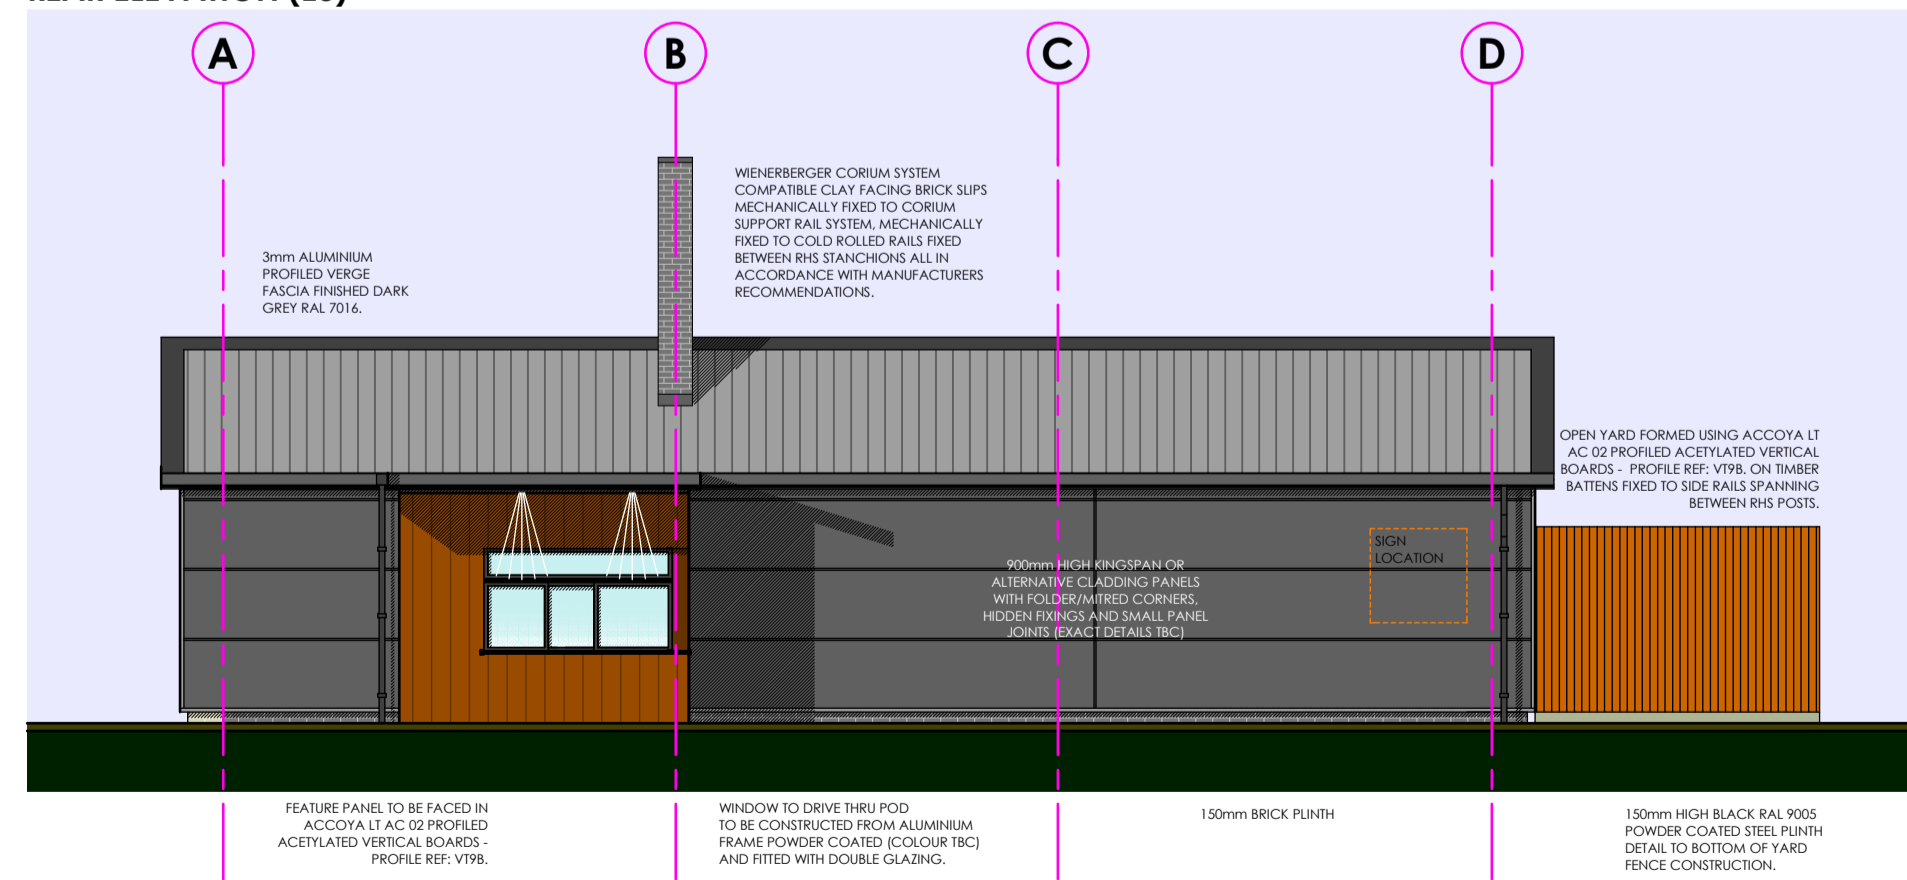 A
B
C
D
WIENERBERGER CORIUM SYSTEM
COMPATIBLE CLAY FACING BRICK SLIPS
MECHANICALLY FIXED TO CORIUM
SUPPORT RAIL SYSTEM, MECHANICALLY
FIXED TO COLD ROLLED RAILS FIXED
BETWEEN RHS STANCHIONS ALL IN
ACCORDANCE WITH MANUFACTURERS
RECOMMENDATIONS.
3mm ALUMINIUM
PROFILED VERGE
FASCIA FINISHED DARK
GREY RAL 7016.
OPEN YARD FORMED USING ACCOYA LT
AC 02 PROFILED ACETYLATED VERTICAL
BOARDS - PROFILE REF: VT9B. ON TIMBER
BATTENS FIXED TO SIDE RAILS SPANNING
BETWEEN RHS POSTS.
SIGN
LOCATION
900mm HIGH KINGSPAN OR
ALTERNATIVE CLADDING PANELS
WITH FOLDER/MITRED CORNERS,
HIDDEN FIXINGS AND SMALL PANEL
JOINTS (EXACT DETAILS TBC)
FEATURE PANEL TO BE FACED IN
ACCOYA LT AC 02 PROFILED
ACETYLATED VERTICAL BOARDS -
PROFILE REF: VT9B.
WINDOW TO DRIVE THRU POD
TO BE CONSTRUCTED FROM ALUMINIUM
FRAME POWDER COATED (COLOUR TBC)
AND FITTED WITH DOUBLE GLAZING.
150mm BRICK PLINTH
150mm HIGH BLACK RAL 9005
POWDER COATED STEEL PLINTH
DETAIL TO BOTTOM OF YARD
FENCE CONSTRUCTION.